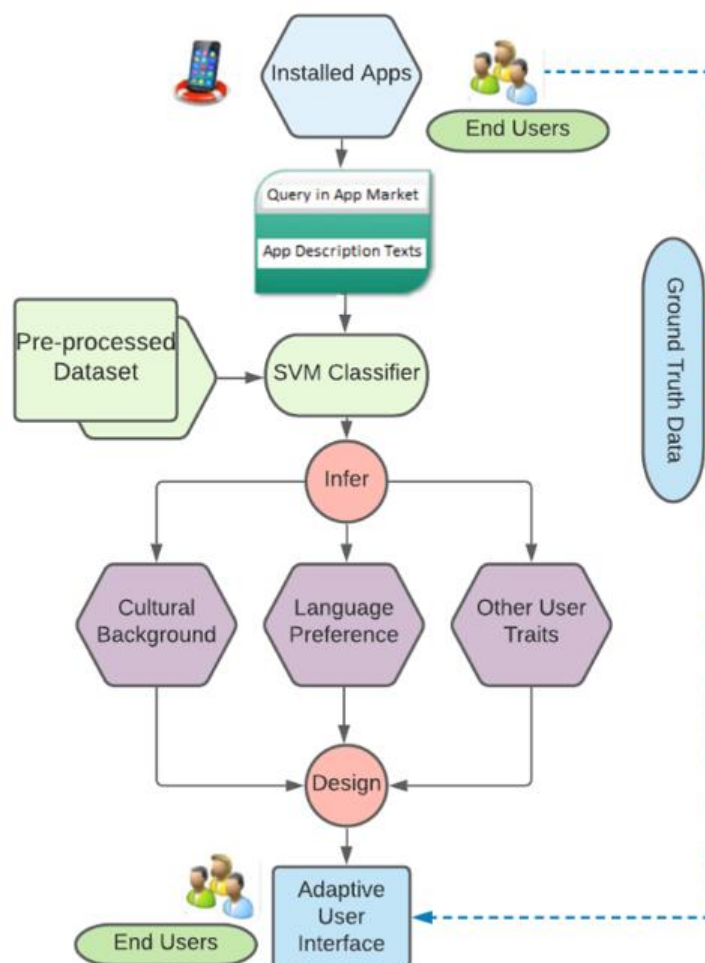 Installed Apps
End Users
Query in App Market
App Description Texts
Ground Truth Data
Pre-processed
Dataset
SVM Classifier
Infer
Cultural
Background
Language
Preference
Other User
Traits
Design
Adaptive
User
Interface
End Users